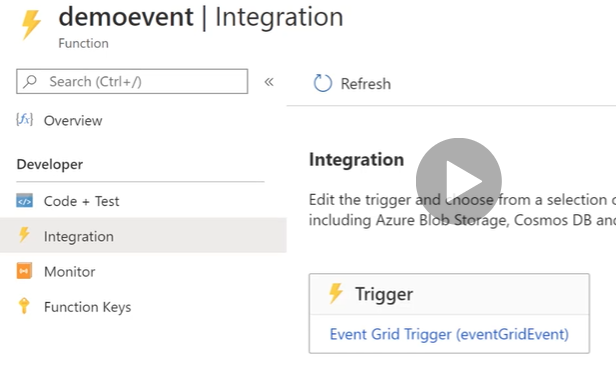 demoevent | Integration
Function
Search (Ctrl+/)
«
Refresh
{fx} Overview
Developer
Code + Test
Integration
Monitor
Function Keys
Integration
Edit the trigger and choose from a selection
including Azure Blob Storage, Cosmos DB
Trigger
Event Grid Trigger (eventGridEvent)